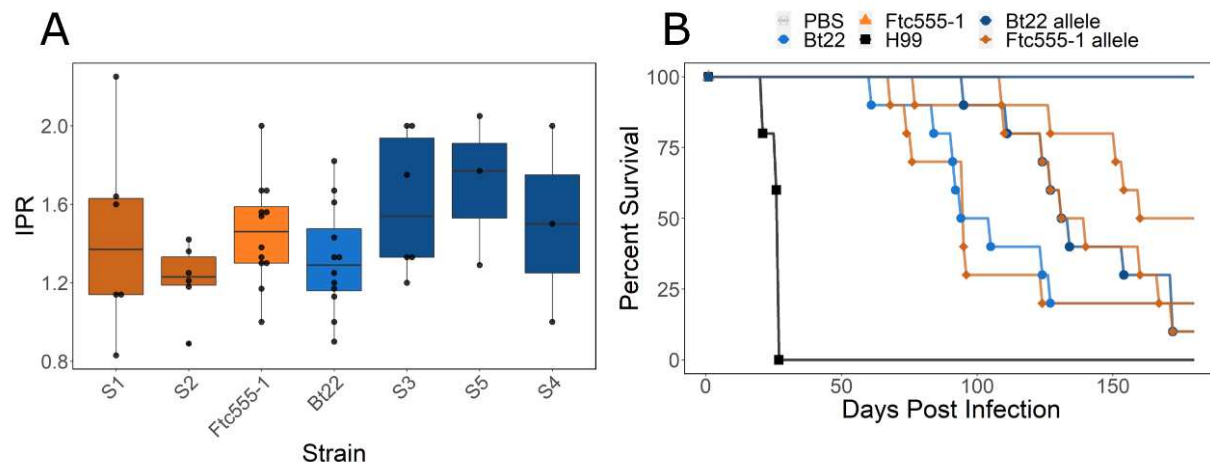 A
IPR
2.0
1.6
1.2
0.8
S1
S2
Ftc555-1
Bt22
S3
S5
S4
Strain
B
PBS
Ftc555-1
Bt22 allele
Bt22
H99
Ftc555-1 allele
Percent Survival
100
75
50
25
0
0
50
100
150
Days Post Infection